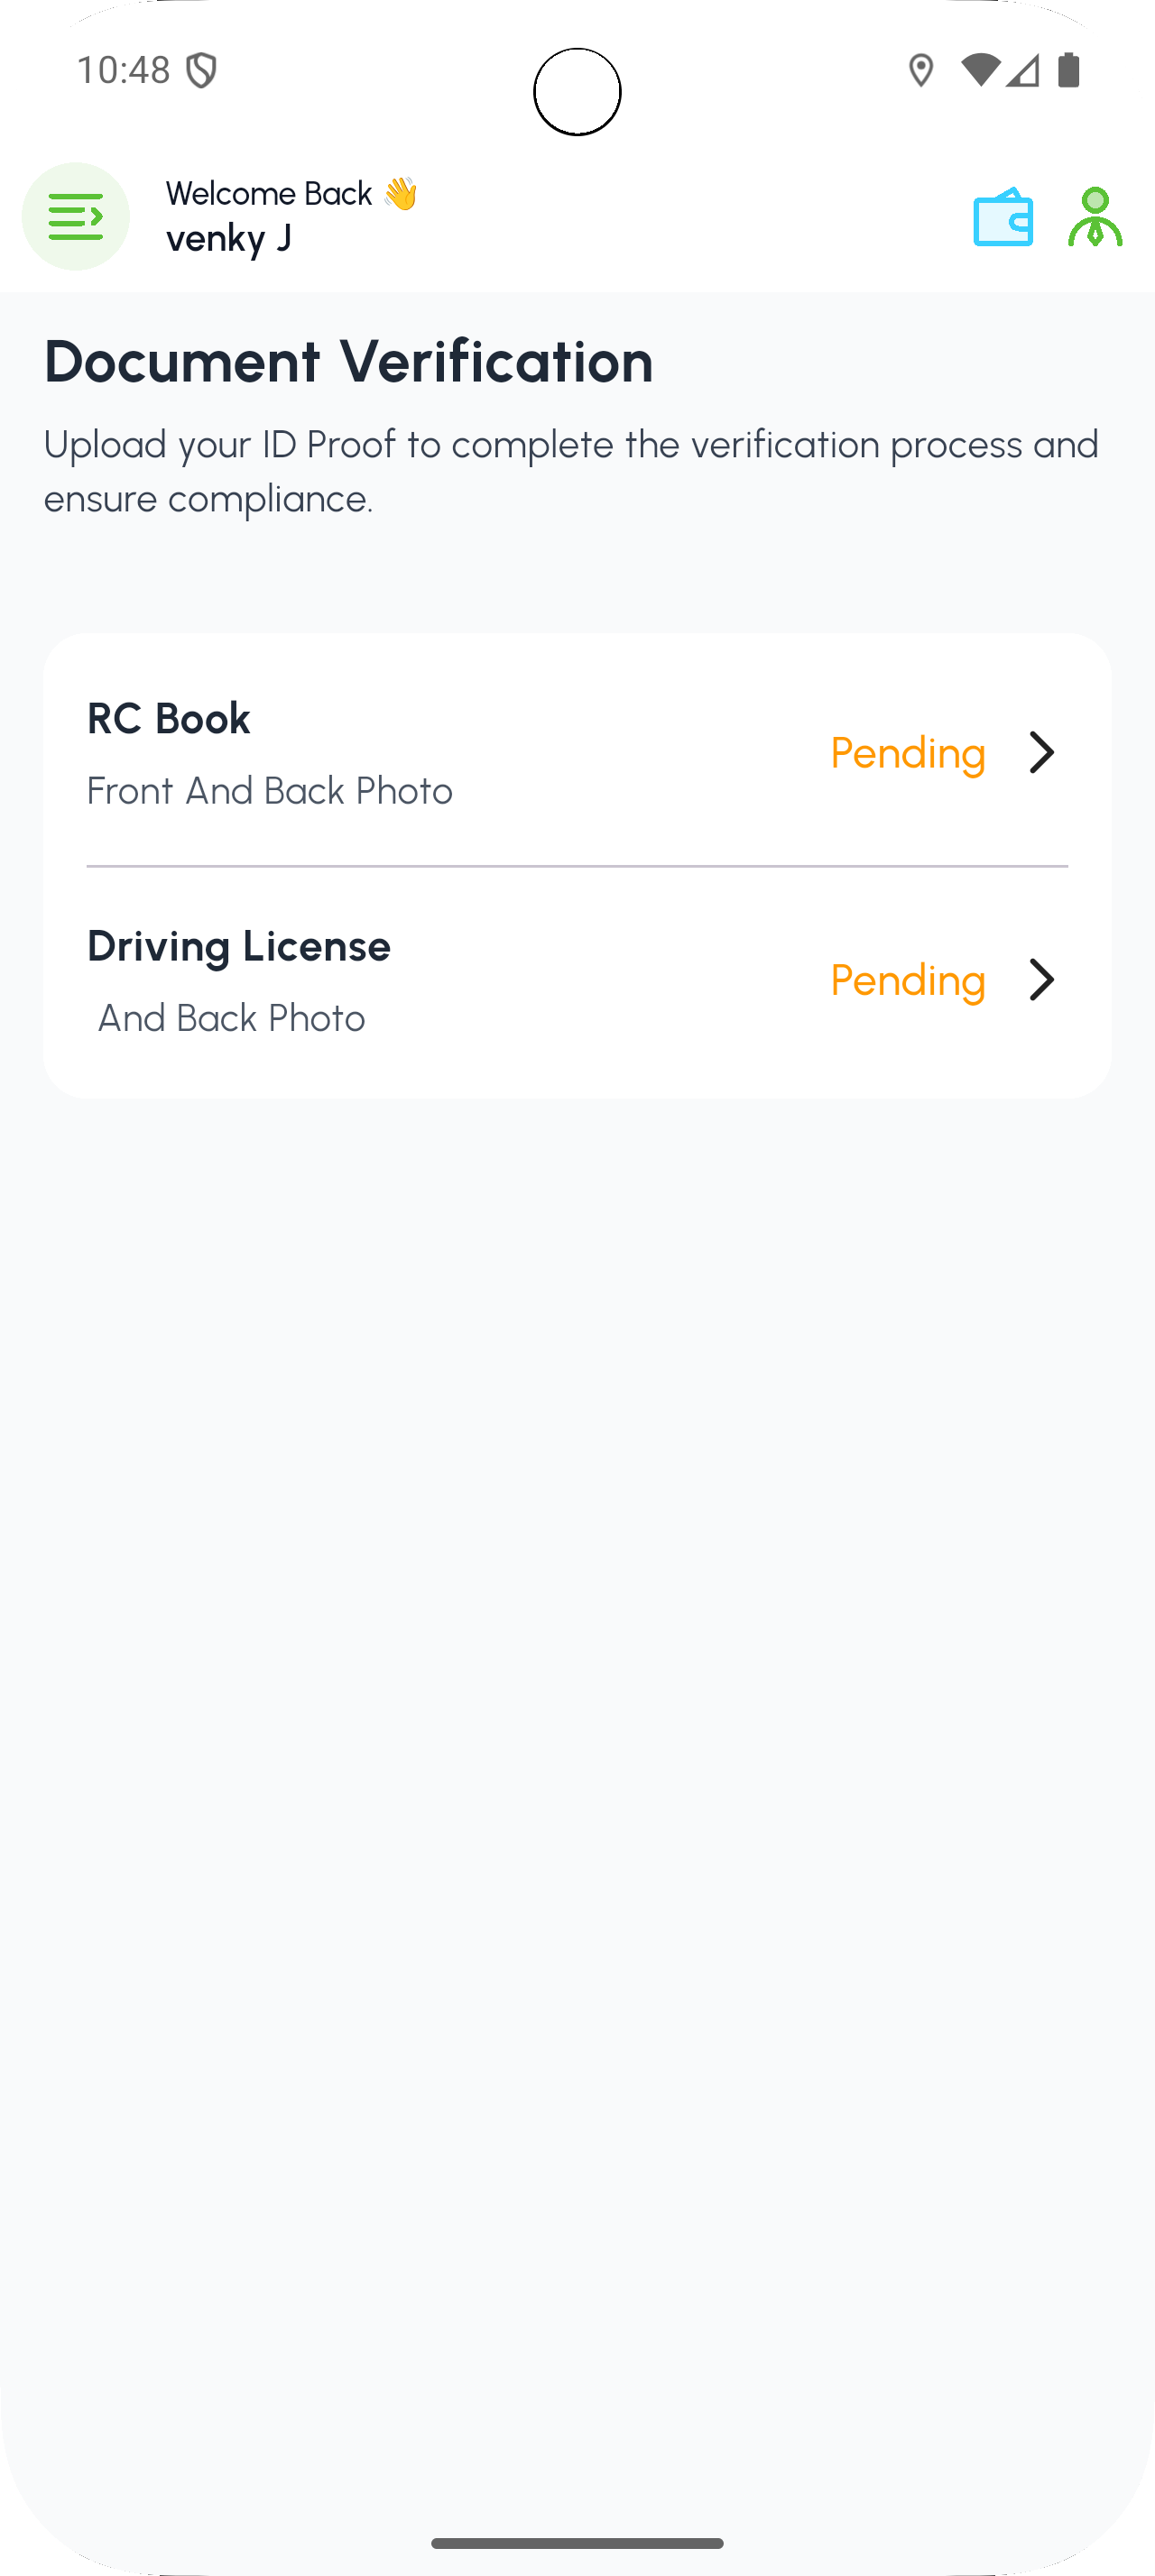 10:48
Welcome Back 👋
venky J
Document Verification
Upload your ID Proof to complete the verification process and
ensure compliance.
RC Book
Front And Back Photo
Pending
Driving License
And Back Photo
Pending